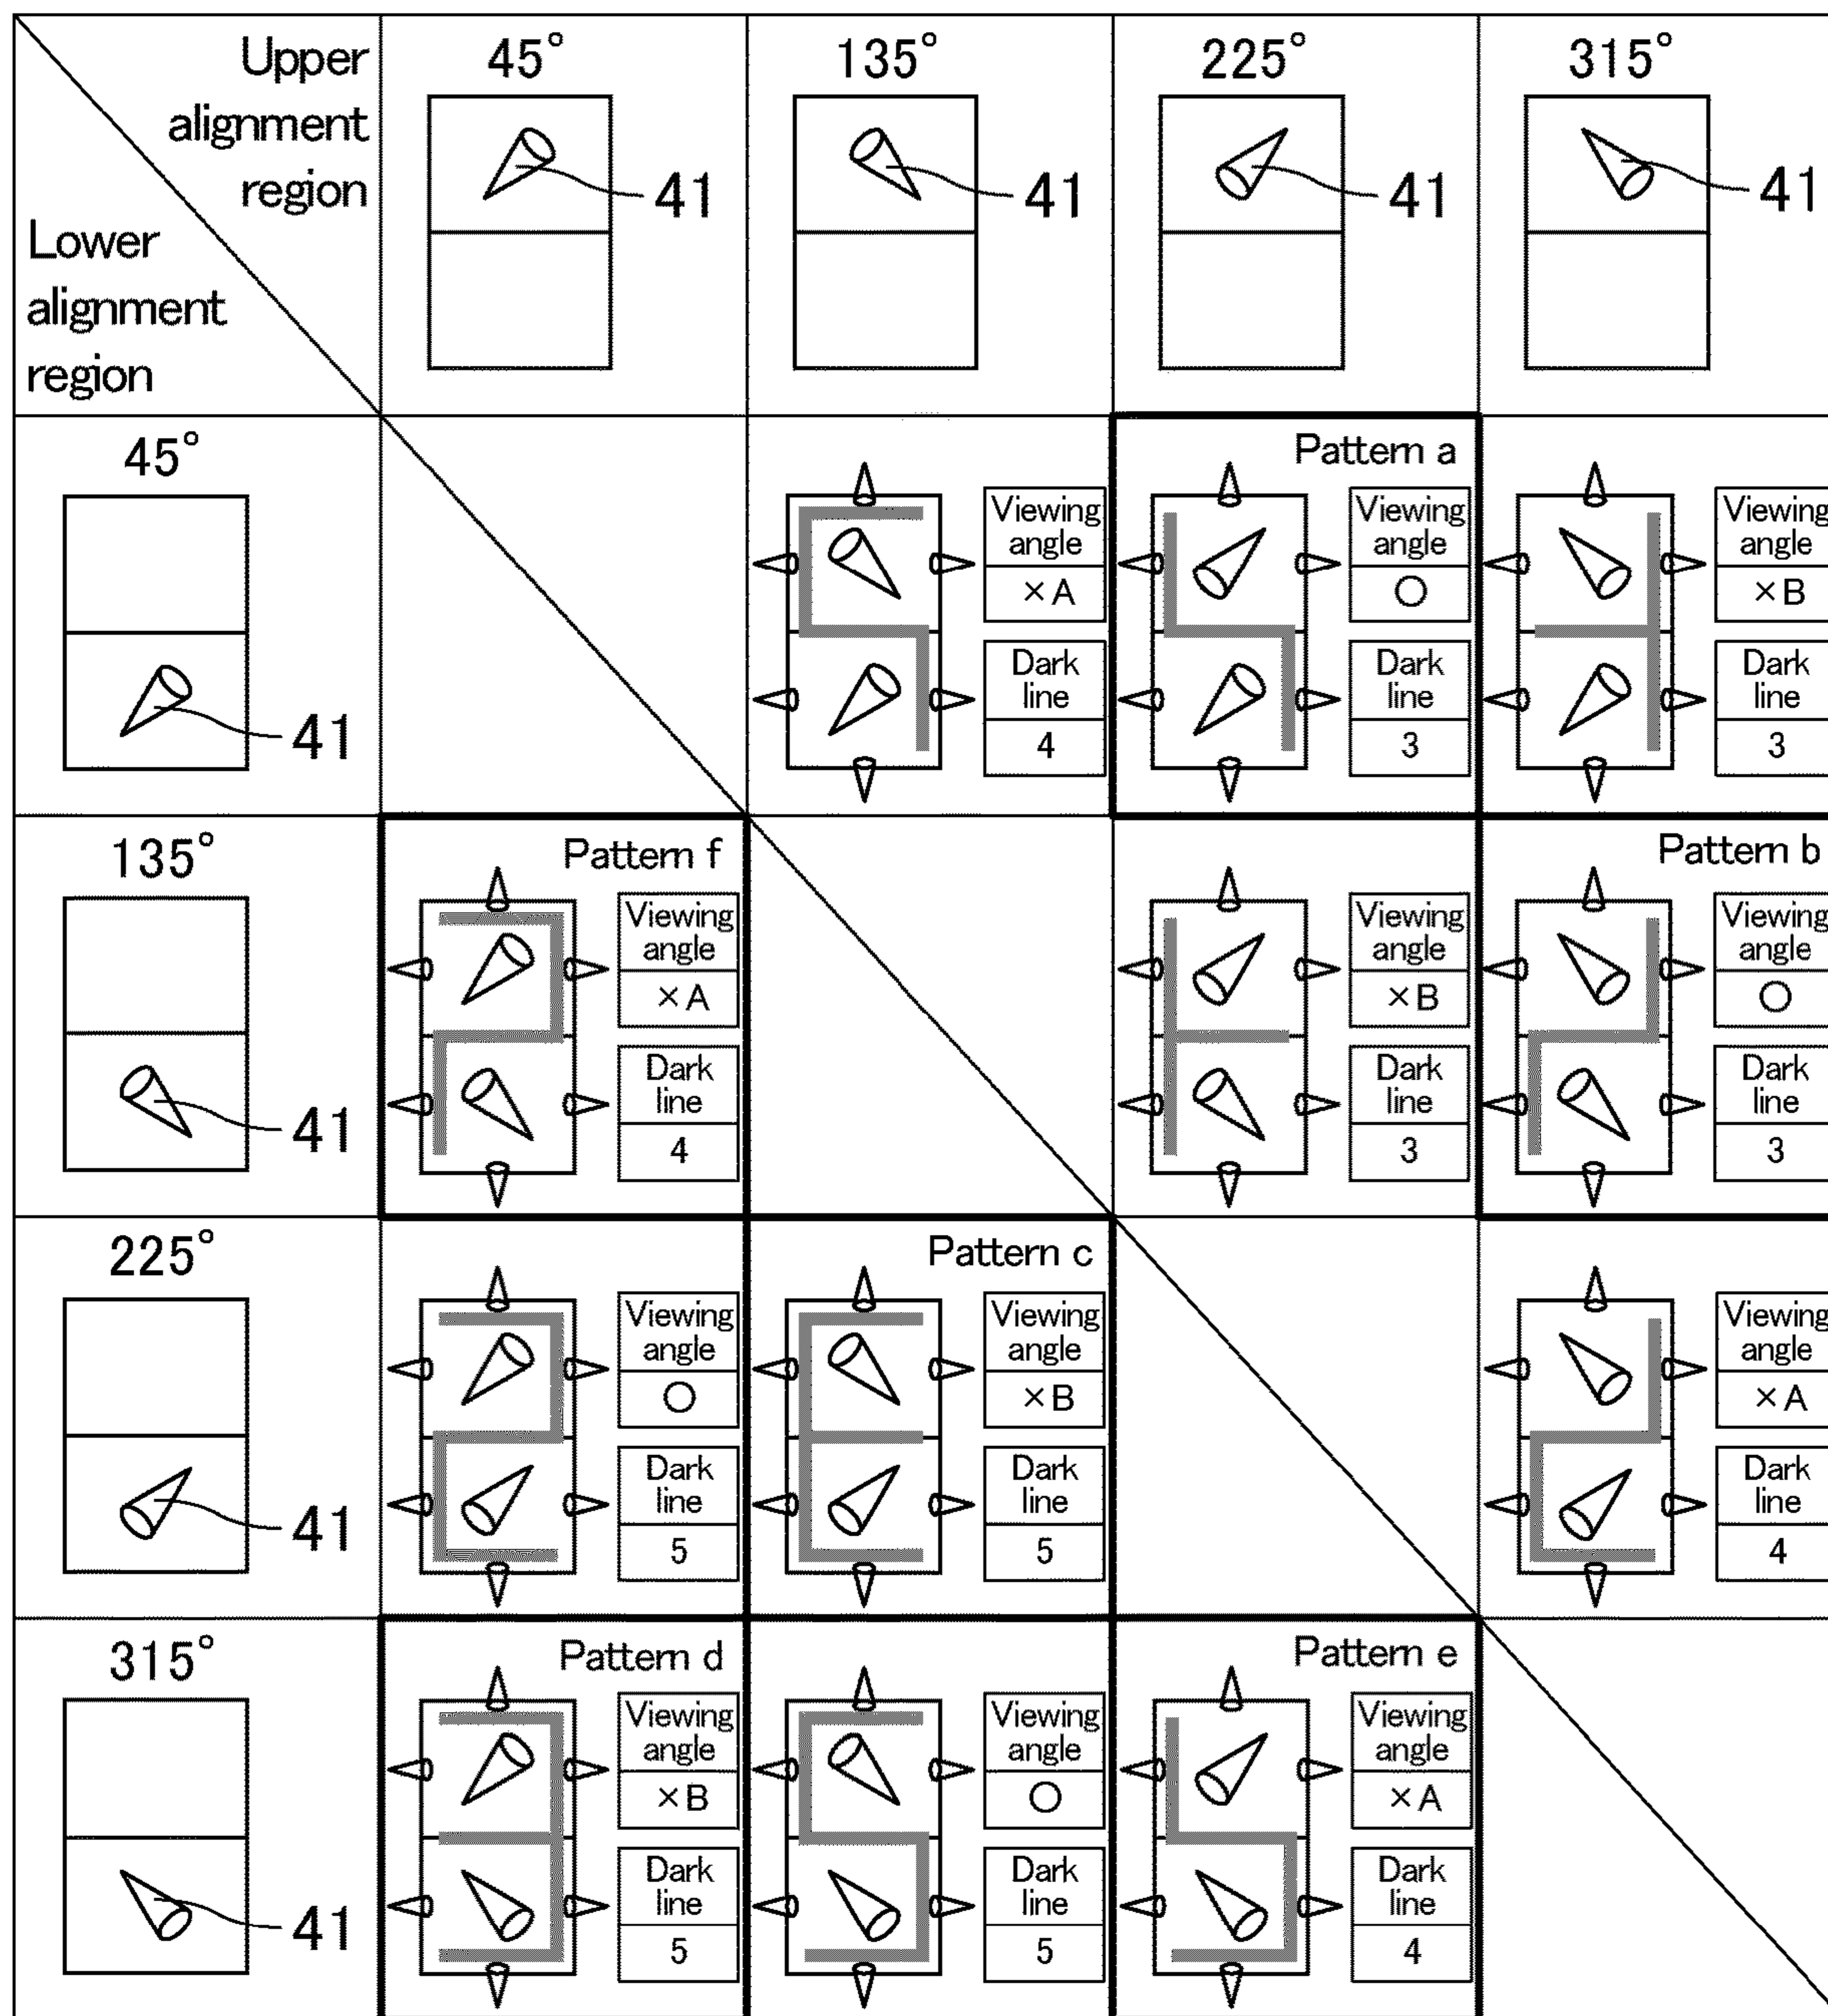 Upper
alignment
region
Lower
alignment
region
45°
41
135°
41
225°
41
315°
41
45°
41
Viewing
angle
×A
Dark
line
4
Pattern a
Viewing
angle
○
Dark
line
3
Viewing
angle
×B
Dark
line
3
135°
41
Pattern f
Viewing
angle
×A
Dark
line
4
Viewing
angle
×B
Dark
line
3
Pattern b
Viewing
angle
○
Dark
line
3
225°
41
Viewing
angle
○
Dark
line
5
Pattern c
Viewing
angle
×B
Dark
line
5
Viewing
angle
×A
Dark
line
4
315°
41
Pattern d
Viewing
angle
×B
Dark
line
5
Viewing
angle
○
Dark
line
5
Pattern e
Viewing
angle
×A
Dark
line
4